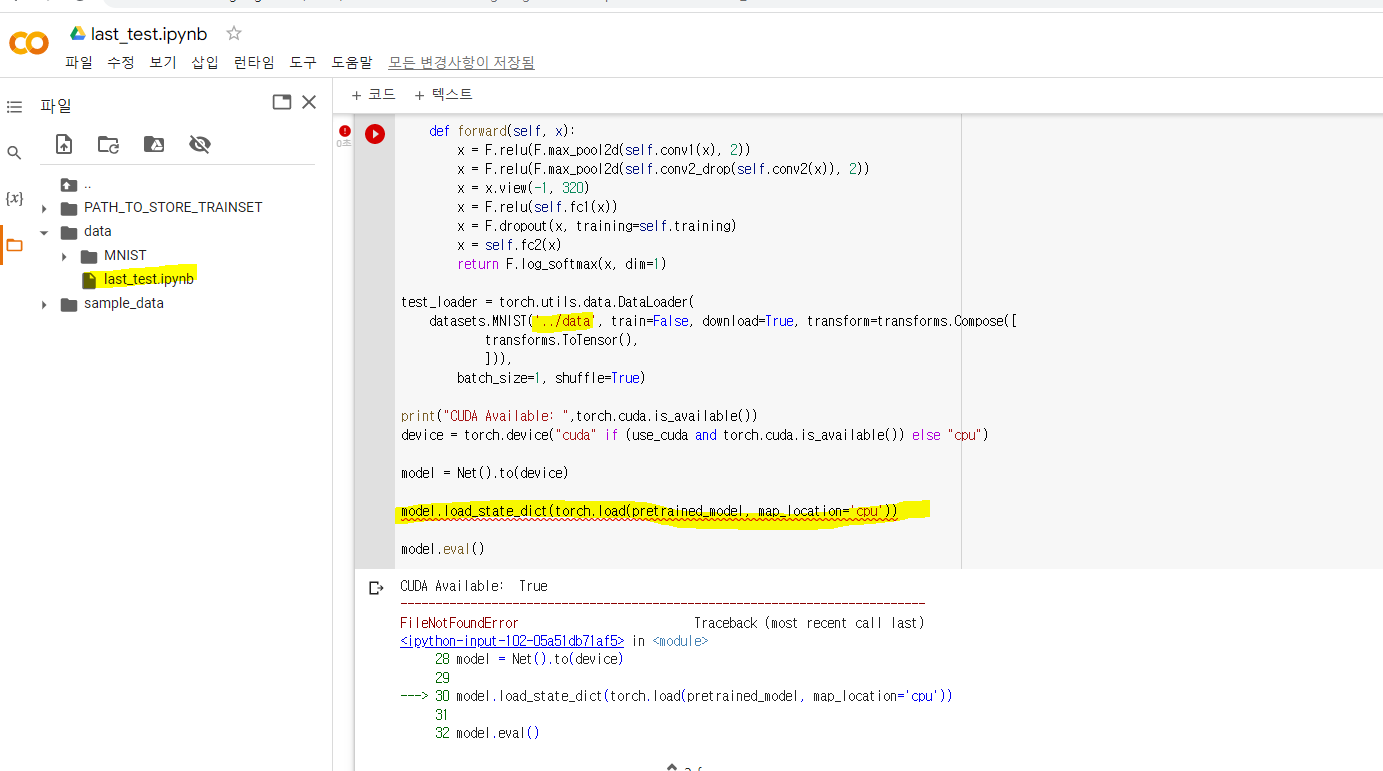 last_test.ipynb
파일 수정 보기 삽입 런타임 도구 도움말 모든 변경사항이 저장됨
파일
..
PATH_TO_STORE_TRAINSET
data
MNIST
last_test.ipynb
sample_data
{x}
+ 코드 + 텍스트
0초
def forward(self, x):
x = F.relu(F.max_pool2d(self.conv1(x), 2))
x = F.relu(F.max_pool2d(self.conv2_drop(self.conv2(x)), 2))
x = x.view(-1, 320)
x = F.relu(self.fc1(x))
x = F.dropout(x, training=self.training)
x = self.fc2(x)
return F.log_softmax(x, dim=1)
test_loader = torch.utils.data.DataLoader(
datasets.MNIST('../data', train=False, download=True, transform=transforms.Compose([
transforms.ToTensor(),
])),
batch_size=1, shuffle=True)
print("CUDA Available: ",torch.cuda.is_available())
device = torch.device("cuda" if (use_cuda and torch.cuda.is_available()) else "cpu")
model = Net().to(device)
model.load_state_dict(torch.load(pretrained_model, map_location='cpu'))
model.eval()
CUDA Available:  True
---------------------------------------------------------------------------
FileNotFoundError Traceback (most recent call last)
<ipython-input-102-05a51db71af5> in <module>
28 model = Net().to(device)
29
---> 30 model.load_state_dict(torch.load(pretrained_model, map_location='cpu'))
31
32 model.eval()